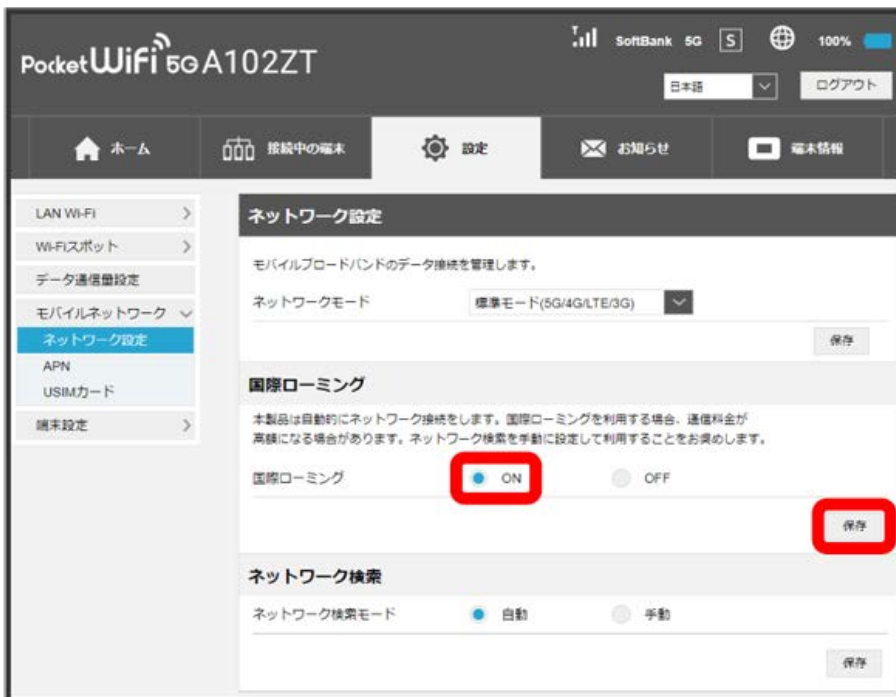 SoftBank 5G S 100%
Pocket WiFi 5G A102ZT
日本語 ログアウト
ホーム 接続中の端末 設定 お知らせ 端末情報
LAN Wi-Fi
Wi-Fiスポット
データ通信量設定
モバイルネットワーク
ネットワーク設定
APN
USIMカード
端末設定
ネットワーク設定
モバイルブロードバンドのデータ接続を管理します。
ネットワークモード 標準モード(5G/4G/LTE/3G)
保存
国際ローミング
本製品は自動的にネットワーク接続をします。国際ローミングを利用する場合、通信料金が
高額になる場合があります。ネットワーク検索を手動に設定して利用することをお奨めします。
国際ローミング ON OFF
保存
ネットワーク検索
ネットワーク検索モード 自動 手動
保存